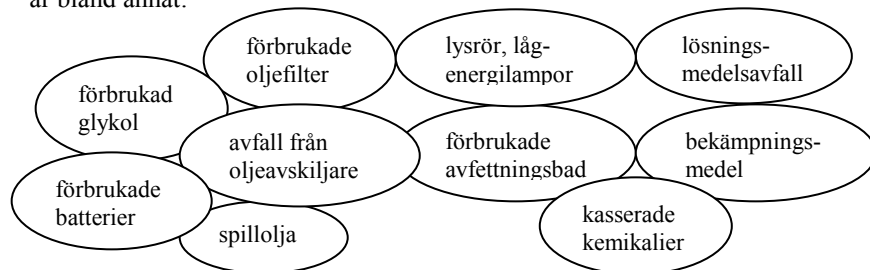 är bland annat:
förbrukade
oljefilter
lysrör, låg-
energilampor
lösnings-
medelsavfall
förbrukad
glykol
avfall från
oljeavskiljare
förbrukade
avfettningsbad
bekämpnings-
medel
förbrukade
batterier
spillolja
kasserade
kemikalier